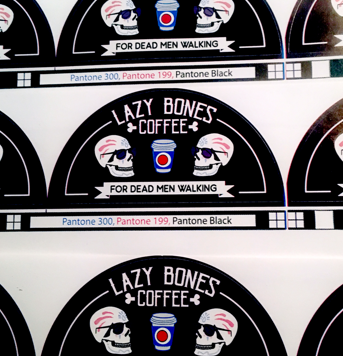 FOR DEAD MEN WALKING
Pantone 300, Pantone 199, Pantone Black
LAZY BONES
COFFEE
FOR DEAD MEN WALKING
Pantone 300, Pantone 199, Pantone Black
LAZY BONES
COFFEE